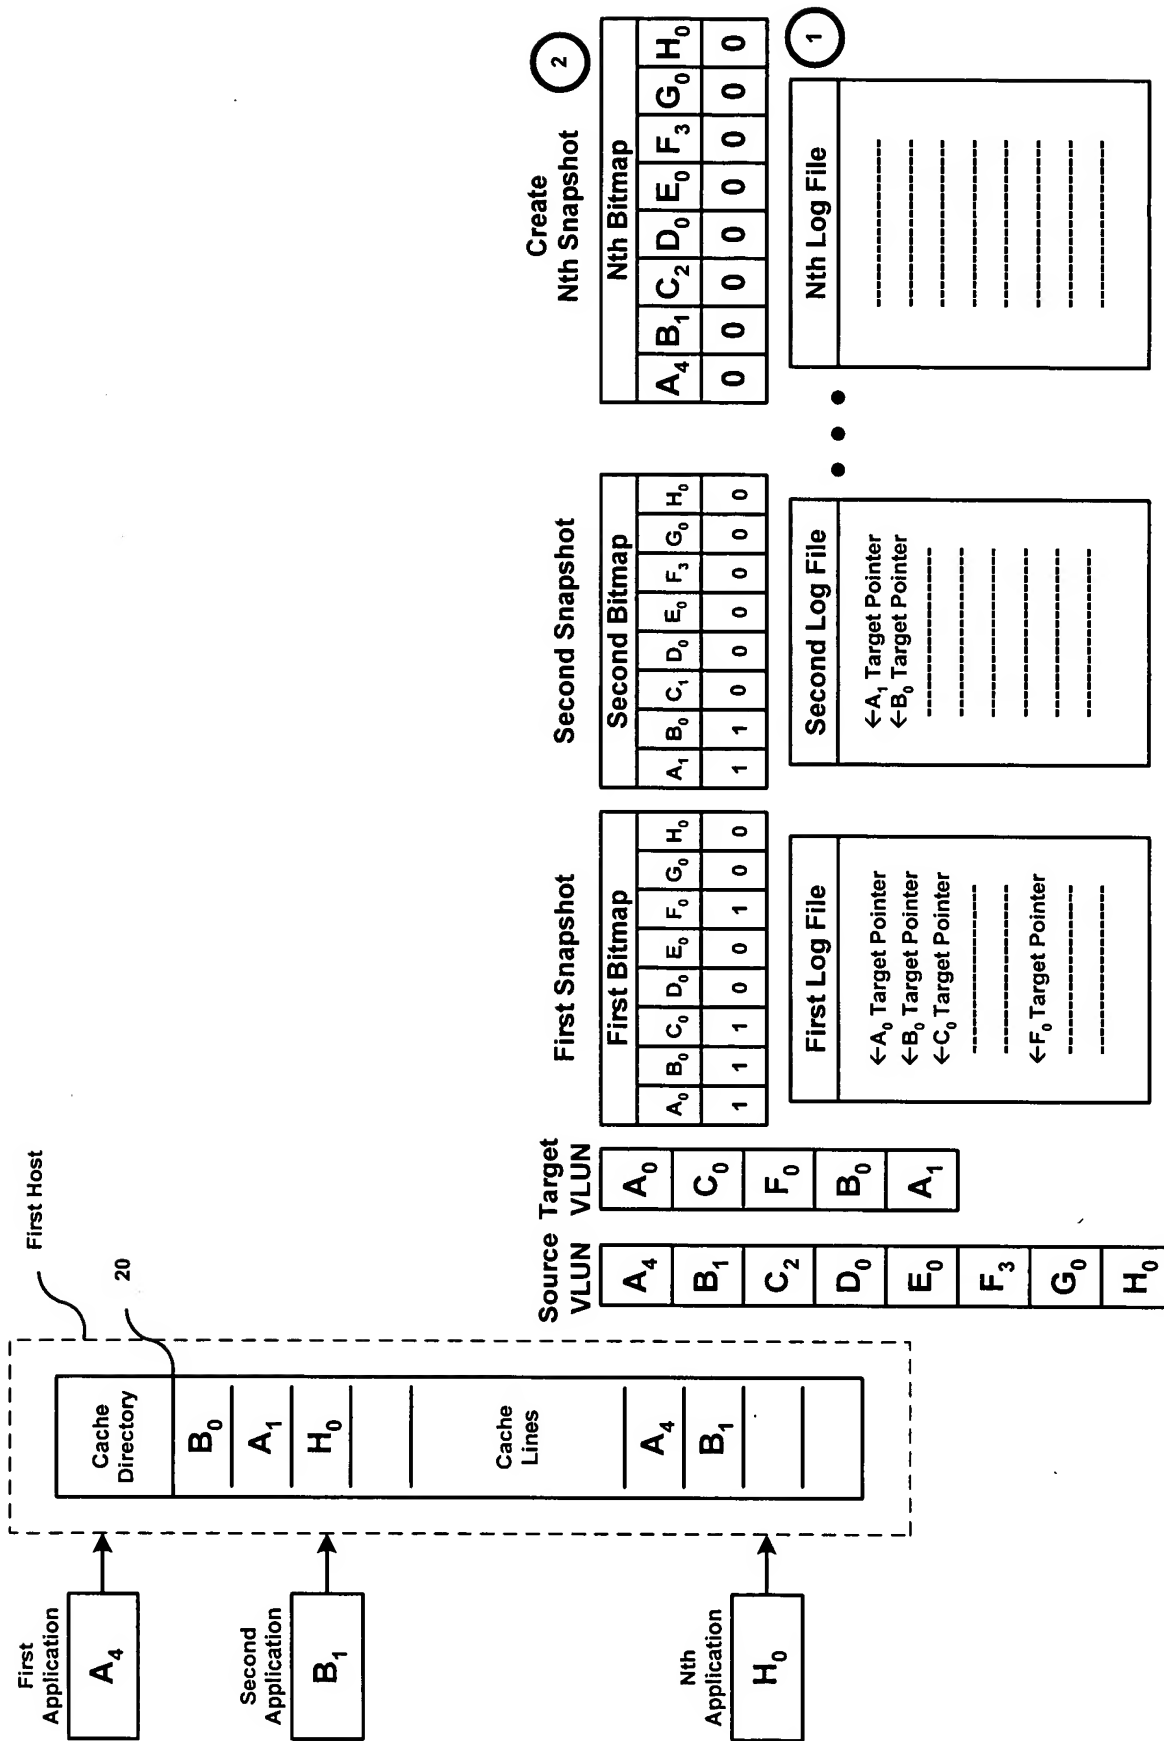 First
Application
A4
Second
Application
B1
Nth
Application
H0
First Host
20
Cache
Directory
B0
A1
H0
Cache
Lines
A4
B1
Source
VLUN
A4
B1
C2
D0
E0
F3
G0
H0
Target
VLUN
A0
C0
F0
B0
A1
First Snapshot
First Bitmap
A0 B0 C0 D0 E0 F0 G0 H0
1 1 1 0 0 1 0 0
First Log File
←A0 Target Pointer
←B0 Target Pointer
←C0 Target Pointer
←F0 Target Pointer
Second Snapshot
Second Bitmap
A1 B0 C1 D0 E0 F3 G0 H0
1 1 0 0 0 0 0 0
Second Log File
←A1 Target Pointer
←B0 Target Pointer
Create
Nth Snapshot
2
Nth Bitmap
A4 B1 C2 D0 E0 F3 G0 H0
0 0 0 0 0 0 0 0
1
Nth Log File